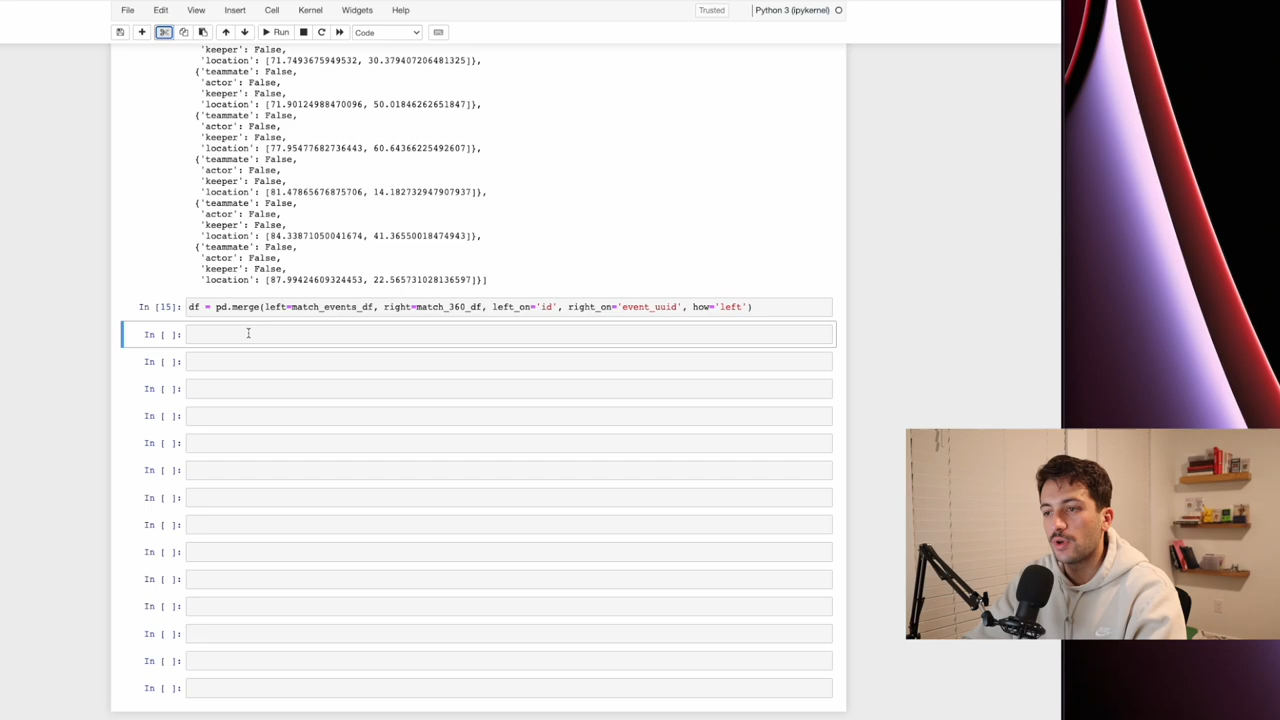 File Edit View Insert Cell Kernel Widgets Help Trusted Python 3 (ipykernel)
Run Code
'keeper': False,
'location': [71.7493675949532, 30.379407206481325]},
{'teammate': False,
'actor': False,
'keeper': False,
'location': [71.90124988470096, 50.01846262651847]},
{'teammate': False,
'actor': False,
'keeper': False,
'location': [77.95477682736443, 60.64366225492607]},
{'teammate': False,
'actor': False,
'keeper': False,
'location': [81.47865676875706, 14.182732947907937]},
{'teammate': False,
'actor': False,
'keeper': False,
'location': [84.33871050041674, 41.36550018474943]},
{'teammate': False,
'actor': False,
'keeper': False,
'location': [87.99424609324453, 22.565731028136597]}]
In [15]: df = pd.merge(left=match_events_df, right=match_360_df, left_on='id', right_on='event_uuid', how='left')
In [ ]:
In [ ]:
In [ ]:
In [ ]:
In [ ]:
In [ ]:
In [ ]:
In [ ]:
In [ ]:
In [ ]:
In [ ]:
In [ ]:
In [ ]:
In [ ]: